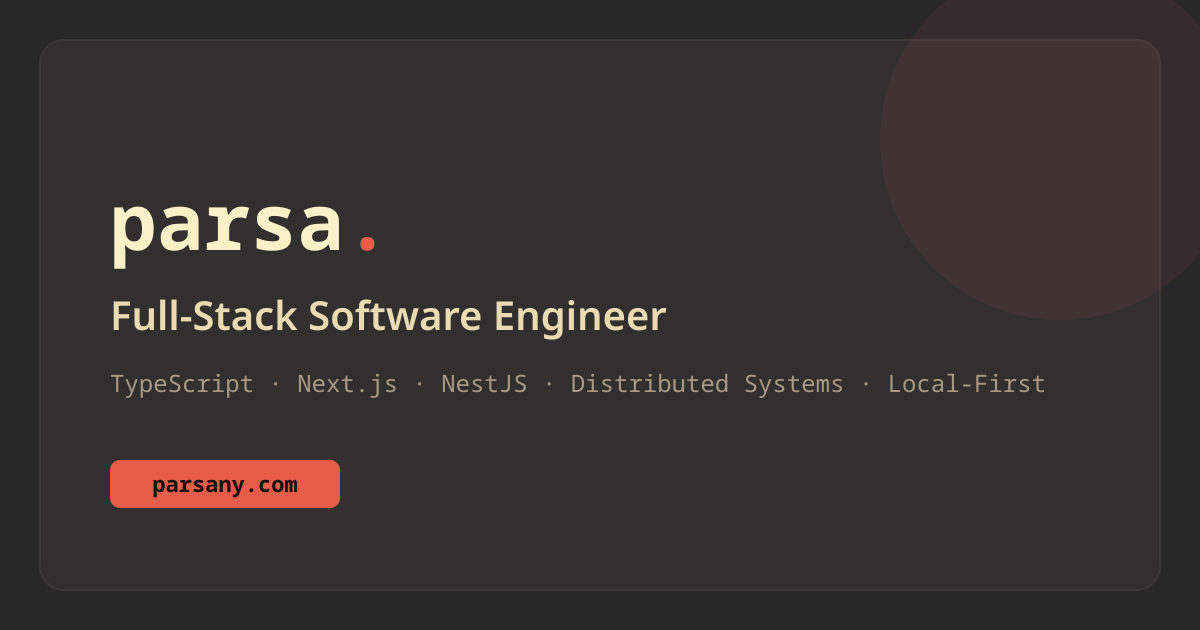 parsa.
Full-Stack Software Engineer
TypeScript · Next.js · NestJS · Distributed Systems · Local-First
parsany.com